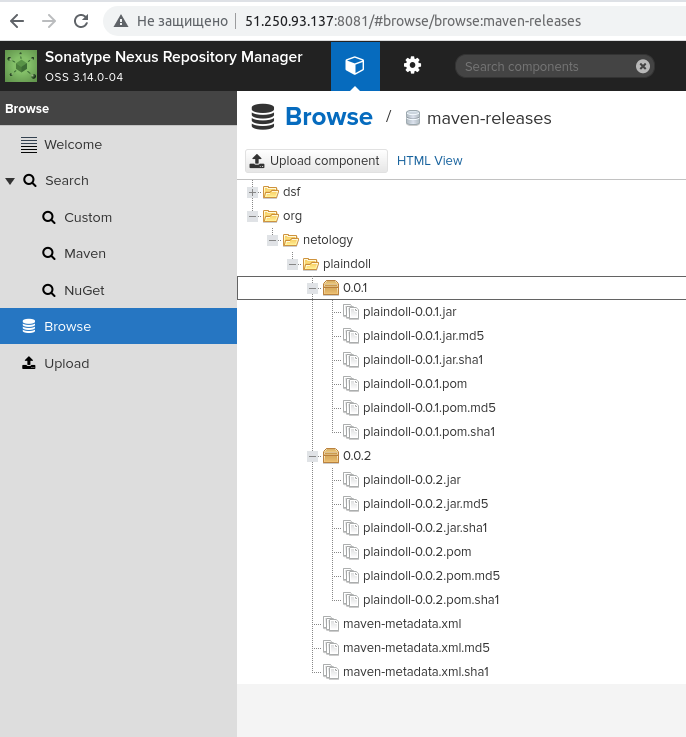 Не защищено 51.250.93.137:8081/#browse/browse:maven-releases
Sonatype Nexus Repository Manager
OSS 3.14.0-04
Search components
Browse
Welcome
Search
Custom
Maven
NuGet
Browse
Upload
Browse / maven-releases
Upload component HTML View
dsf
org
netology
plaindoll
0.0.1
plaindoll-0.0.1.jar
plaindoll-0.0.1.jar.md5
plaindoll-0.0.1.jar.sha1
plaindoll-0.0.1.pom
plaindoll-0.0.1.pom.md5
plaindoll-0.0.1.pom.sha1
0.0.2
plaindoll-0.0.2.jar
plaindoll-0.0.2.jar.md5
plaindoll-0.0.2.jar.sha1
plaindoll-0.0.2.pom
plaindoll-0.0.2.pom.md5
plaindoll-0.0.2.pom.sha1
maven-metadata.xml
maven-metadata.xml.md5
maven-metadata.xml.sha1